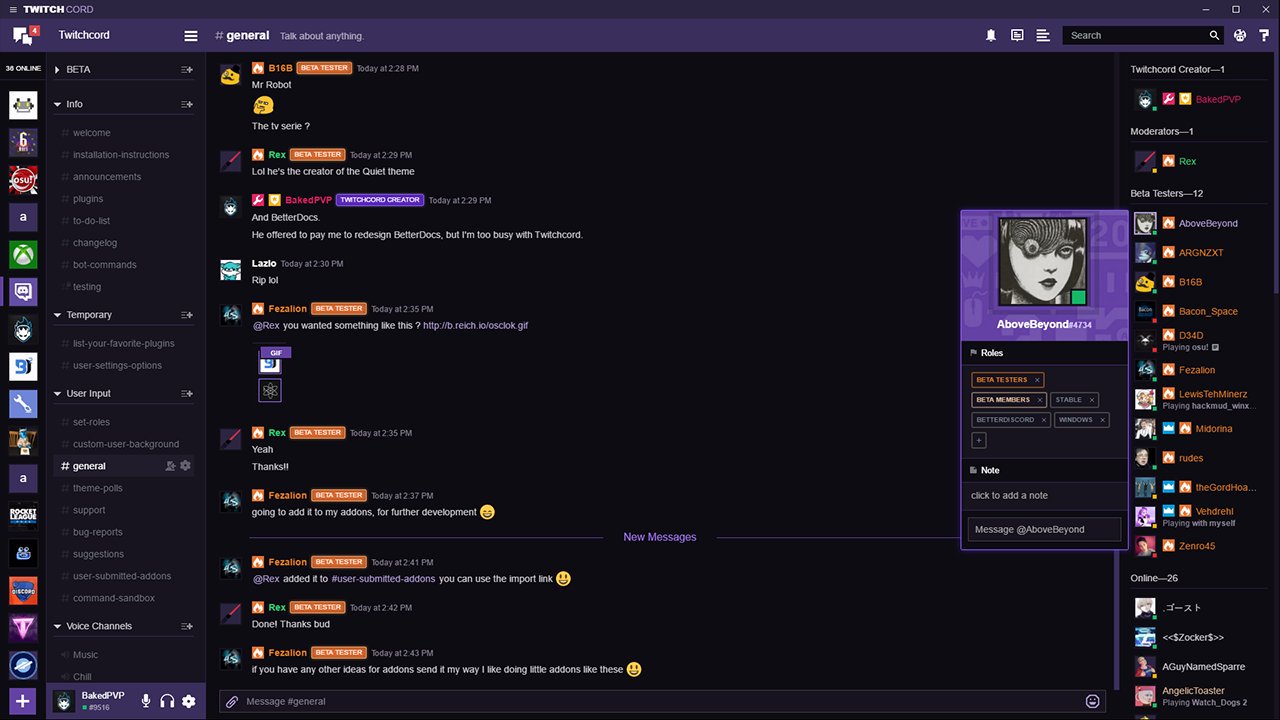 TWITCHCORD
4
Twitchcord
# general
Talk about anything.
Search
36 ONLINE
BETA
Info
# welcome
# installation-instructions
# announcements
# plugins
# to-do-list
# changelog
# bot-commands
# testing
Temporary
# list-your-favorite-plugins
# user-settings-options
User Input
# set-roles
# custom-user-background
# general
# theme-polls
# support
# bug-reports
# suggestions
# user-submitted-addons
# command-sandbox
Voice Channels
Music
Chill
osu!
a
a
ROCKET LEAGUE
DISCORD
BakedPVP
#9516
B16B BETA TESTER Today at 2:28 PM
Mr Robot
The tv serie ?
Rex BETA TESTER Today at 2:29 PM
Lol he's the creator of the Quiet theme
BakedPVP TWITCHCORD CREATOR Today at 2:29 PM
And BetterDocs.
He offered to pay me to redesign BetterDocs, but I'm too busy with Twitchcord.
Lazlo Today at 2:30 PM
Rip lol
Fezalion BETA TESTER Today at 2:35 PM
@Rex you wanted something like this ? http://b.reich.io/osclok.gif
GIF
Rex BETA TESTER Today at 2:35 PM
Yeah
Thanks!!
Fezalion BETA TESTER Today at 2:37 PM
going to add it to my addons, for further development
New Messages
Fezalion BETA TESTER Today at 2:41 PM
@Rex added it to #user-submitted-addons you can use the import link
Rex BETA TESTER Today at 2:42 PM
Done! Thanks bud
Fezalion BETA TESTER Today at 2:43 PM
if you have any other ideas for addons send it my way I like doing little addons like these
Message #general
AboveBeyond#4734
Roles
BETA TESTERS ×
BETA MEMBERS ×
STABLE ×
BETTERDISCORD ×
WINDOWS ×
+
Note
click to add a note
Message @AboveBeyond
Twitchcord Creator—1
BakedPVP
Moderators—1
Rex
Beta Testers—12
AboveBeyond
ARGNZXT
B16B
Bacon_Space
D34D
Playing osu!
Fezalion
LewisTehMinerz
Playing hackmud_winx…
Midorina
rudes
theGordHoa…
Vehdrehl
Playing with myself
Zenro45
Online—26
.ゴースト
<<$Zocker$>>
AGuyNamedSparre
AngelicToaster
Playing Watch_Dogs 2